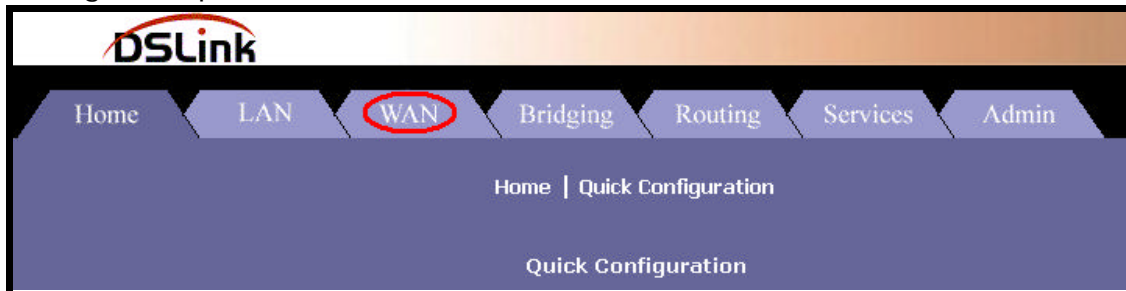 DSLink
Home LAN WAN Bridging Routing Services Admin
Home | Quick Configuration
Quick Configuration